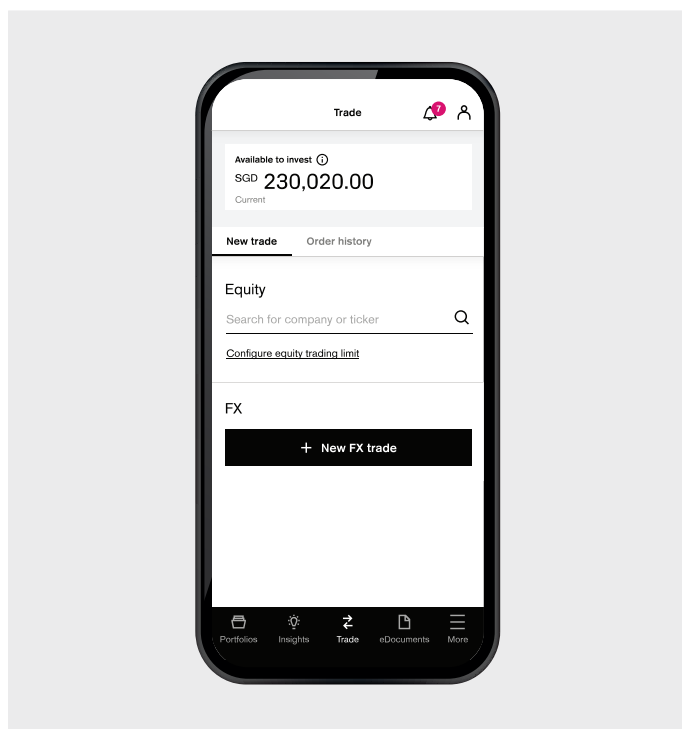 Trade
7
Available to invest
SGD 230,020.00
Current
New trade
Order history
Equity
Search for company or ticker
Configure equity trading limit
FX
+ New FX trade
Portfolios
Insights
Trade
eDocuments
More